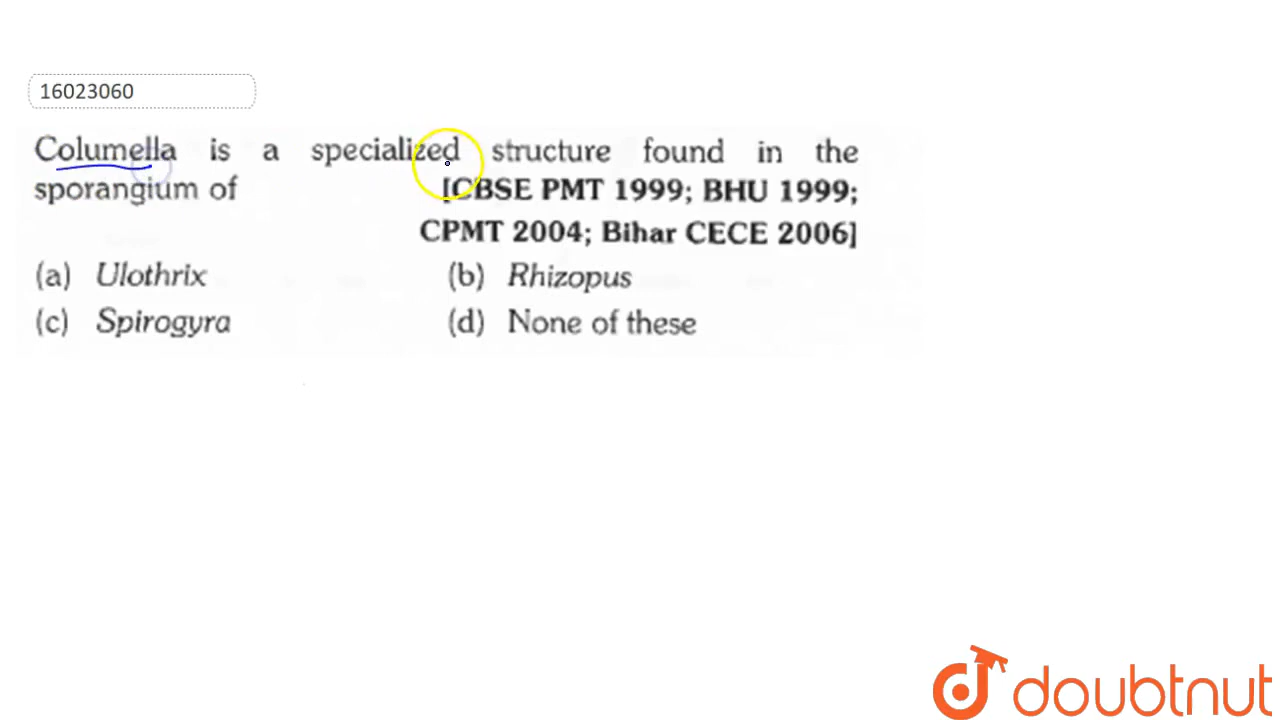 16023060
Columella is a specialized structure found in the
sporangium of [CBSE PMT 1999; BHU 1999;
CPMT 2004; Bihar CECE 2006]
(a) Ulothrix (b) Rhizopus
(c) Spirogyra (d) None of these
doubtnut